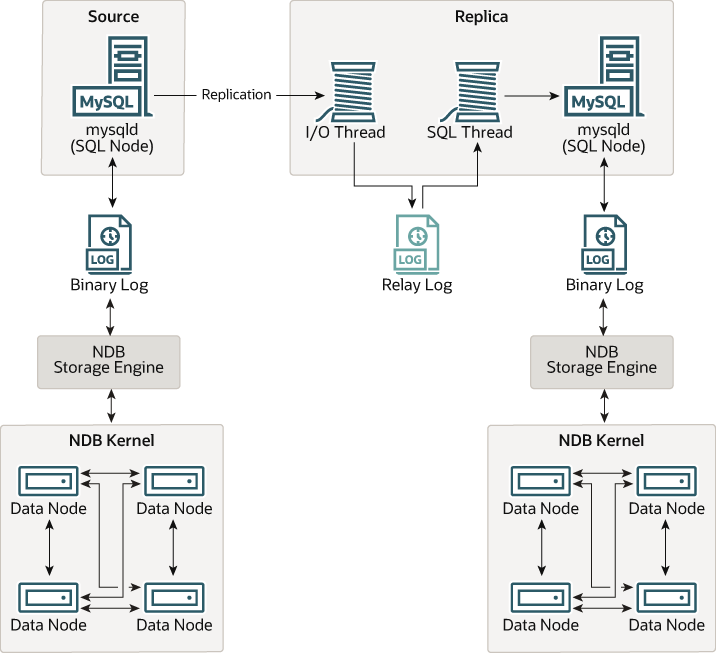 Source
Replica
MySQL
mysqld
(SQL Node)
Replication
I/O Thread
SQL Thread
MySQL
mysqld
(SQL Node)
LOG
Binary Log
LOG
Relay Log
LOG
Binary Log
NDB
Storage Engine
NDB
Storage Engine
NDB Kernel
Data Node
Data Node
Data Node
Data Node
NDB Kernel
Data Node
Data Node
Data Node
Data Node